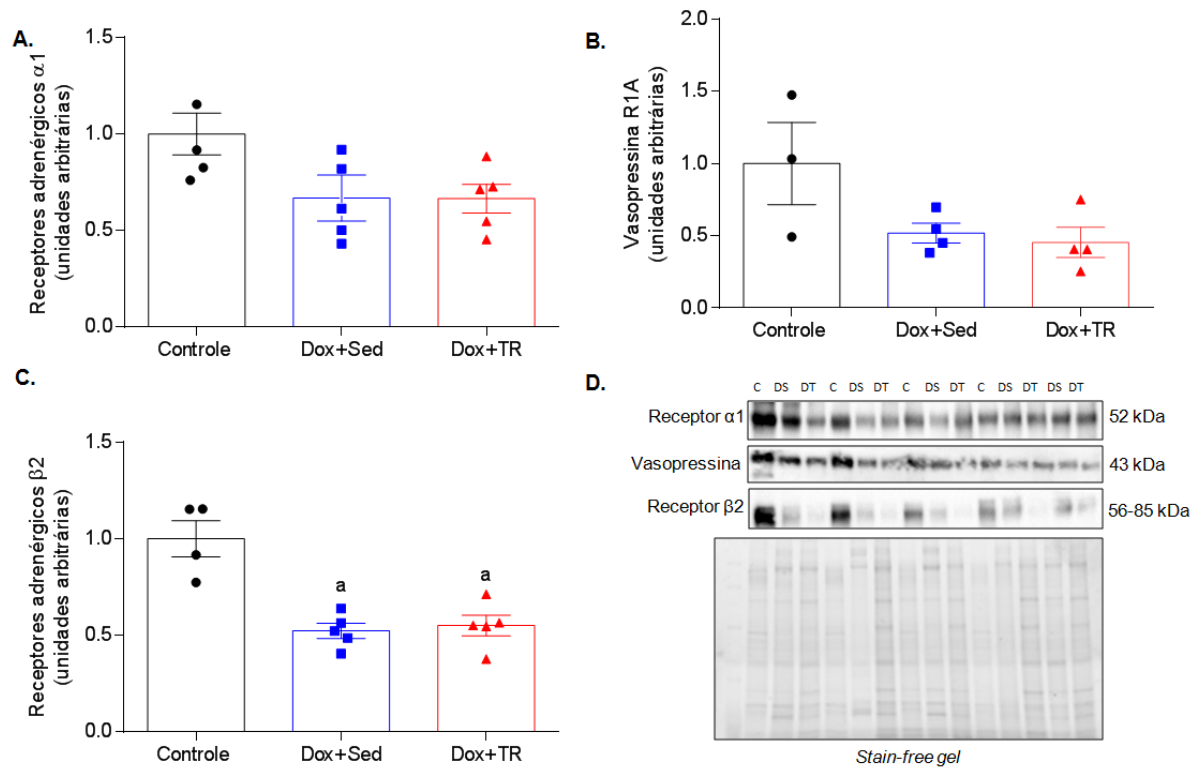 A.
Receptores adrenérgicos α1
(unidades arbitrárias)
1.5
1.0
0.5
0.0
Controle Dox+Sed Dox+TR
B.
Vasopressina R1A
(unidades arbitrárias)
2.0
1.5
1.0
0.5
0.0
Controle Dox+Sed Dox+TR
C.
Receptores adrenérgicos β2
(unidades arbitrárias)
1.5
1.0
0.5
0.0
a a
Controle Dox+Sed Dox+TR
D.
C DS DT C DS DT C DS DT C DS DT DS DT
Receptor α1 52 kDa
Vasopressina 43 kDa
Receptor β2 56-85 kDa
Stain-free gel